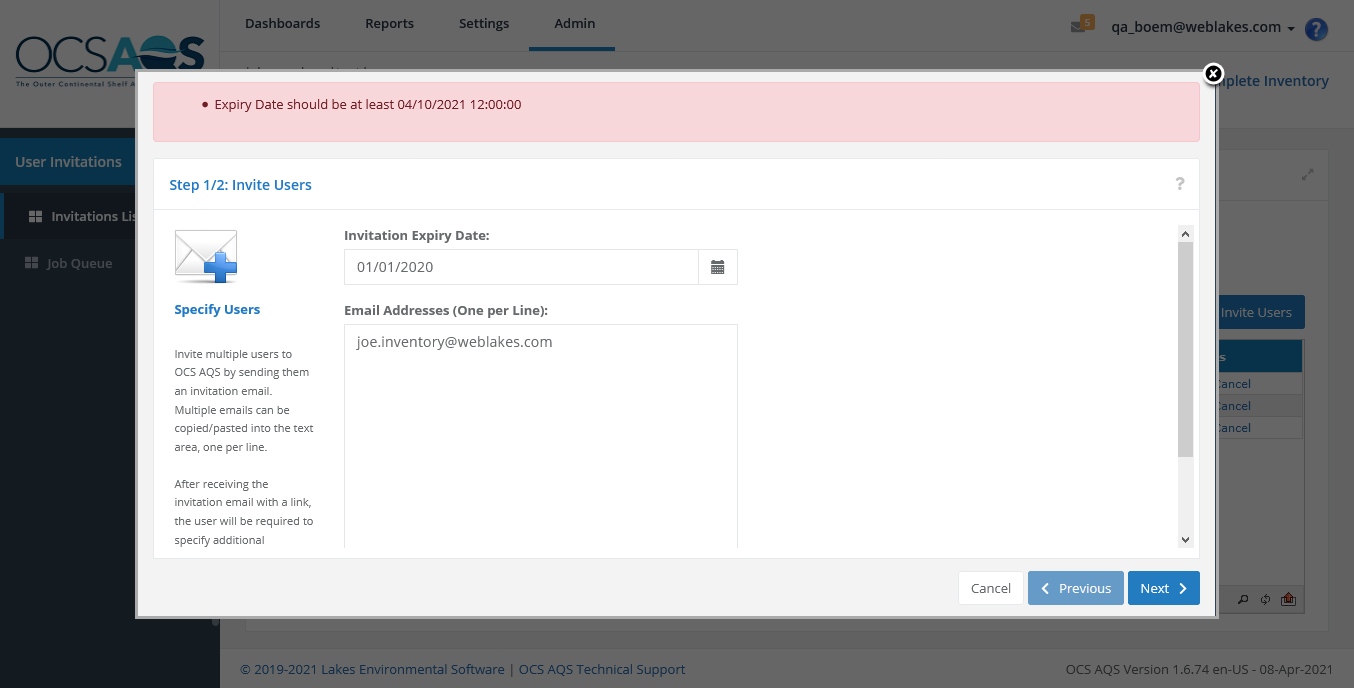 Dashboards
Reports
Settings
Admin
5
qa_boem@weblakes.com
?
OCSAQS
The Outer Continental Shelf A
plete Inventory
• Expiry Date should be at least 04/10/2021 12:00:00
User Invitations
Invitations Lis
Job Queue
Step 1/2: Invite Users
?
Invitation Expiry Date:
01/01/2020
Specify Users
Email Addresses (One per Line):
joe.inventory@weblakes.com
Invite multiple users to
OCS AQS by sending them
an invitation email.
Multiple emails can be
copied/pasted into the text
area, one per line.
After receiving the
invitation email with a link,
the user will be required to
specify additional
Invite Users
s
Cancel
Cancel
Cancel
Cancel
Previous
Next
© 2019-2021 Lakes Environmental Software | OCS AQS Technical Support
OCS AQS Version 1.6.74 en-US - 08-Apr-2021